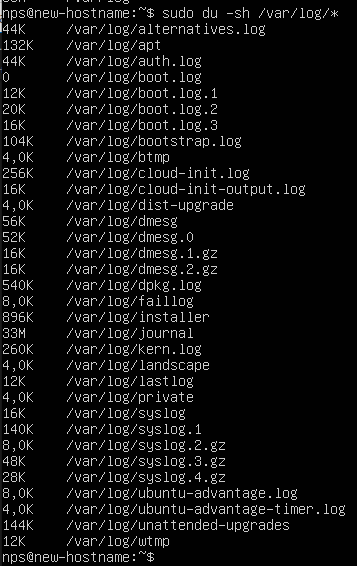 nps@new-hostname:~$ sudo du -sh /var/log/*
44K /var/log/alternatives.log
132K /var/log/apt
44K /var/log/auth.log
0 /var/log/boot.log
12K /var/log/boot.log.1
20K /var/log/boot.log.2
16K /var/log/boot.log.3
104K /var/log/bootstrap.log
4,0K /var/log/btmp
256K /var/log/cloud-init.log
16K /var/log/cloud-init-output.log
4,0K /var/log/dist-upgrade
56K /var/log/dmesg
52K /var/log/dmesg.0
16K /var/log/dmesg.1.gz
16K /var/log/dmesg.2.gz
540K /var/log/dpkg.log
8,0K /var/log/faillog
896K /var/log/installer
33M /var/log/journal
260K /var/log/kern.log
4,0K /var/log/landscape
12K /var/log/lastlog
4,0K /var/log/private
16K /var/log/syslog
140K /var/log/syslog.1
8,0K /var/log/syslog.2.gz
48K /var/log/syslog.3.gz
28K /var/log/syslog.4.gz
8,0K /var/log/ubuntu-advantage.log
4,0K /var/log/ubuntu-advantage-timer.log
144K /var/log/unattended-upgrades
12K /var/log/wtmp
nps@new-hostname:~$